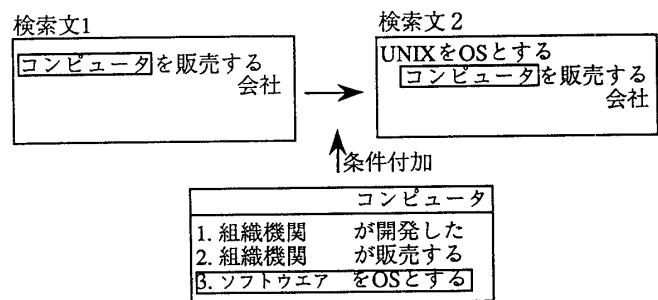 検索文1
コンピュータを販売する
会社
検索文2
UNIXをOSとする
コンピュータを販売する
会社
条件付加
コンピュータ
1. 組織機関 が開発した
2. 組織機関 が販売する
3. ソフトウエア をOSとする